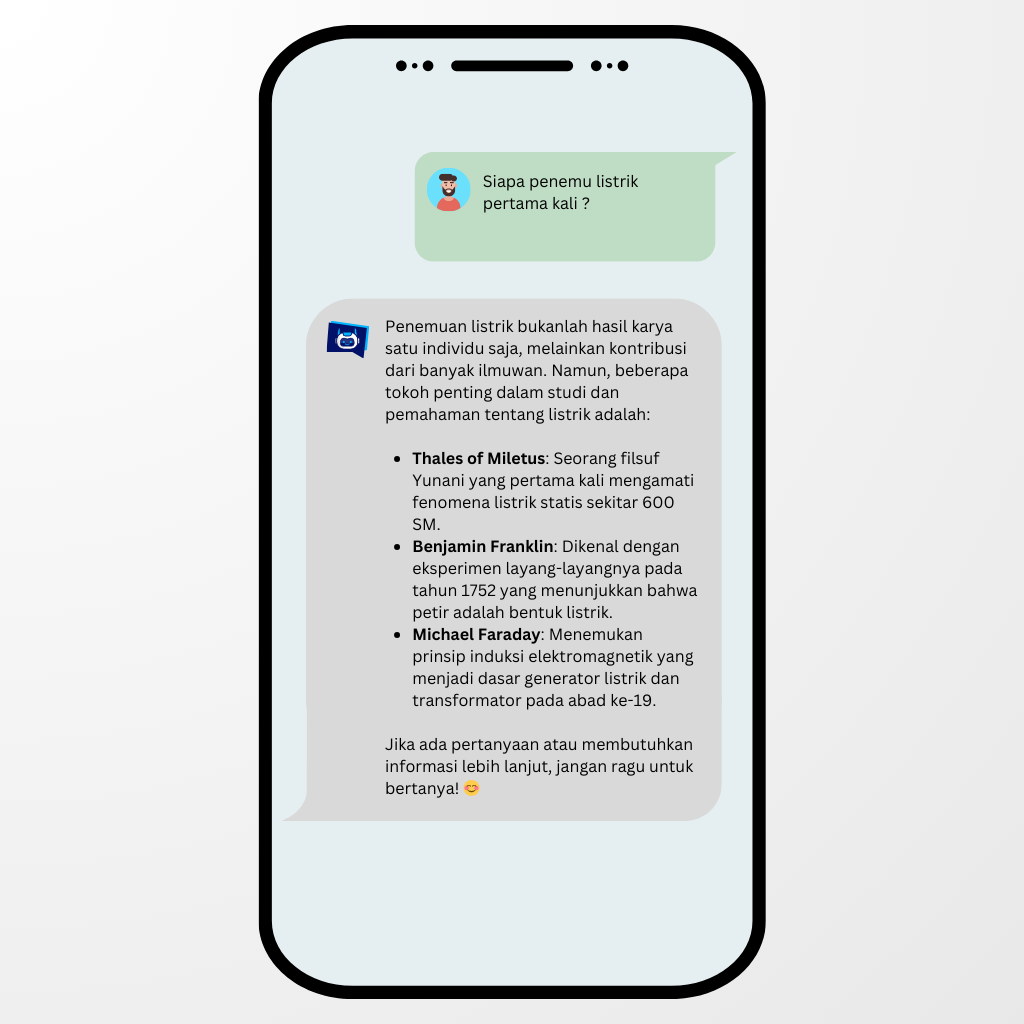 Siapa penemu listrik
pertama kali ?
Penemuan listrik bukanlah hasil karya
satu individu saja, melainkan kontribusi
dari banyak ilmuwan. Namun, beberapa
tokoh penting dalam studi dan
pemahaman tentang listrik adalah:
• Thales of Miletus: Seorang filsuf
Yunani yang pertama kali mengamati
fenomena listrik statis sekitar 600
SM.
• Benjamin Franklin: Dikenal dengan
eksperimen layang-layangnya pada
tahun 1752 yang menunjukkan bahwa
petir adalah bentuk listrik.
• Michael Faraday: Menemukan
prinsip induksi elektromagnetik yang
menjadi dasar generator listrik dan
transformator pada abad ke-19.
Jika ada pertanyaan atau membutuhkan
informasi lebih lanjut, jangan ragu untuk
bertanya! 😊